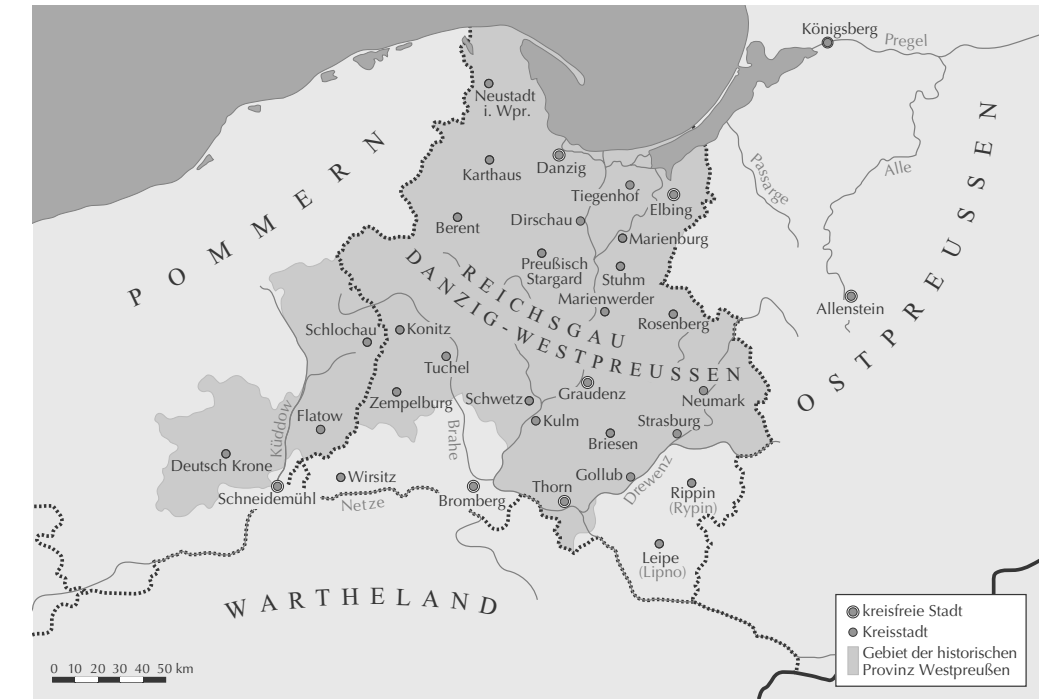 Königsberg
Pregel
Neustadt
i. Wpr.
POMMERN
OSTPREUSSEN
Karthaus
Danzig
Passarge
Alle
Tiegenhof
Elbing
Dirschau
Berent
Marienburg
Preußisch
Stargard
Stuhm
REICHSGAU
DANZIG-WESTPREUSSEN
Marienwerder
Allenstein
Schlochau
Konitz
Rosenberg
Tuchel
Graudenz
Zempelburg
Schwetz
Neumark
Flatow
Küddow
Kulm
Strasburg
Brahe
Briesen
Deutsch Krone
Wirsitz
Gollub
Drewenz
Schneidemühl
Netze
Bromberg
Thorn
Rippin
(Rypin)
Leipe
(Lipno)
WARTHELAND
kreisfreie Stadt
Kreisstadt
Gebiet der historischen
Provinz Westpreußen
0 10 20 30 40 50 km